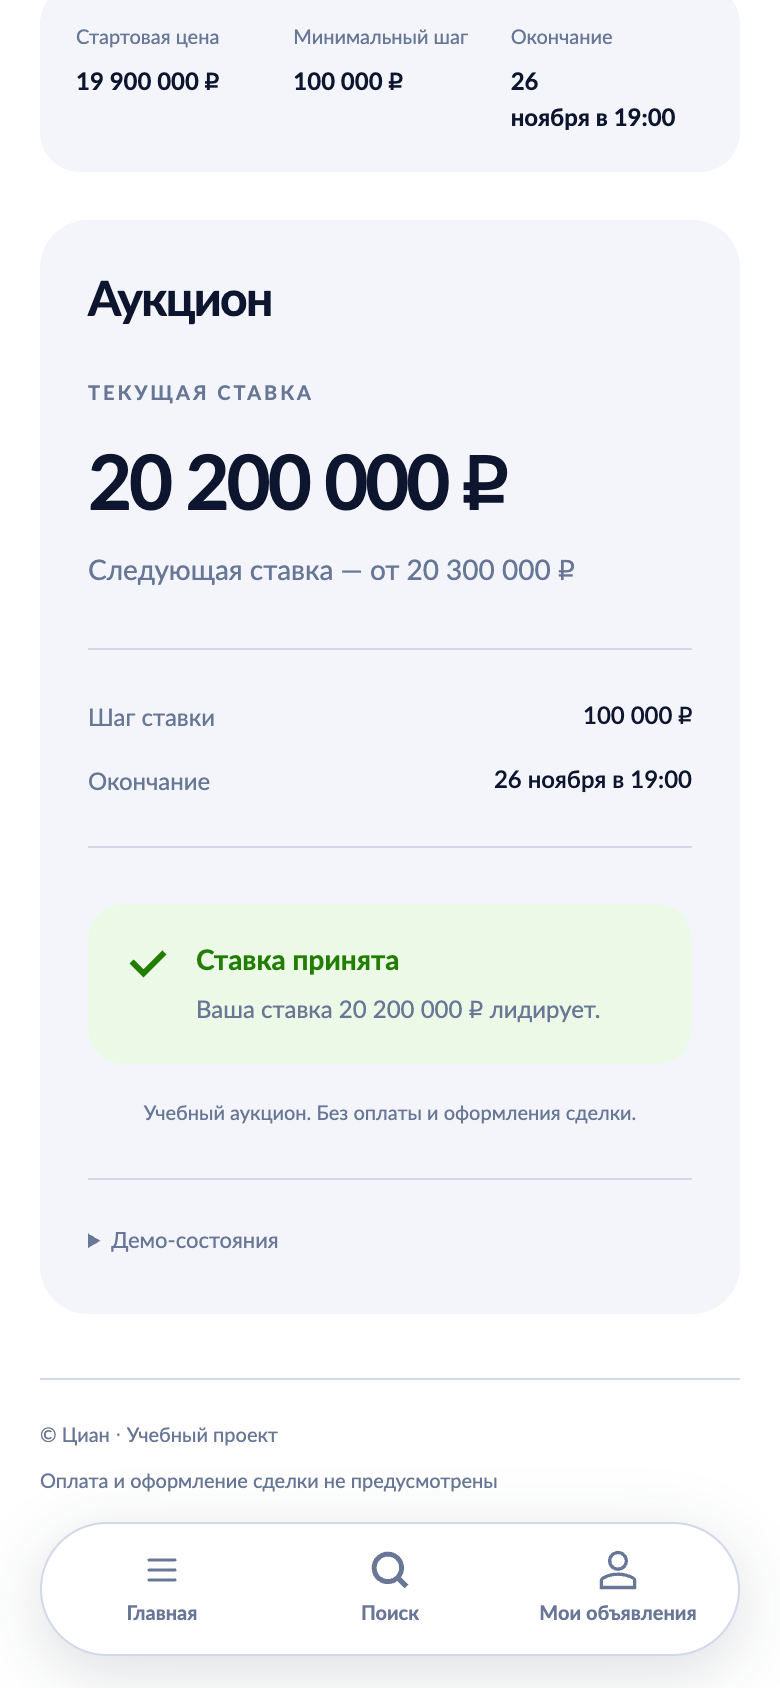 Стартовая цена
Минимальный шаг
Окончание
19 900 000 ₽
100 000 ₽
26
ноября в 19:00
Аукцион
ТЕКУЩАЯ СТАВКА
20 200 000 ₽
Следующая ставка — от 20 300 000 ₽
Шаг ставки
100 000 ₽
Окончание
26 ноября в 19:00
Ставка принята
Ваша ставка 20 200 000 ₽ лидирует.
Учебный аукцион. Без оплаты и оформления сделки.
Демо-состояния
© Циан · Учебный проект
Оплата и оформление сделки не предусмотрены
Главная
Поиск
Мои объявления